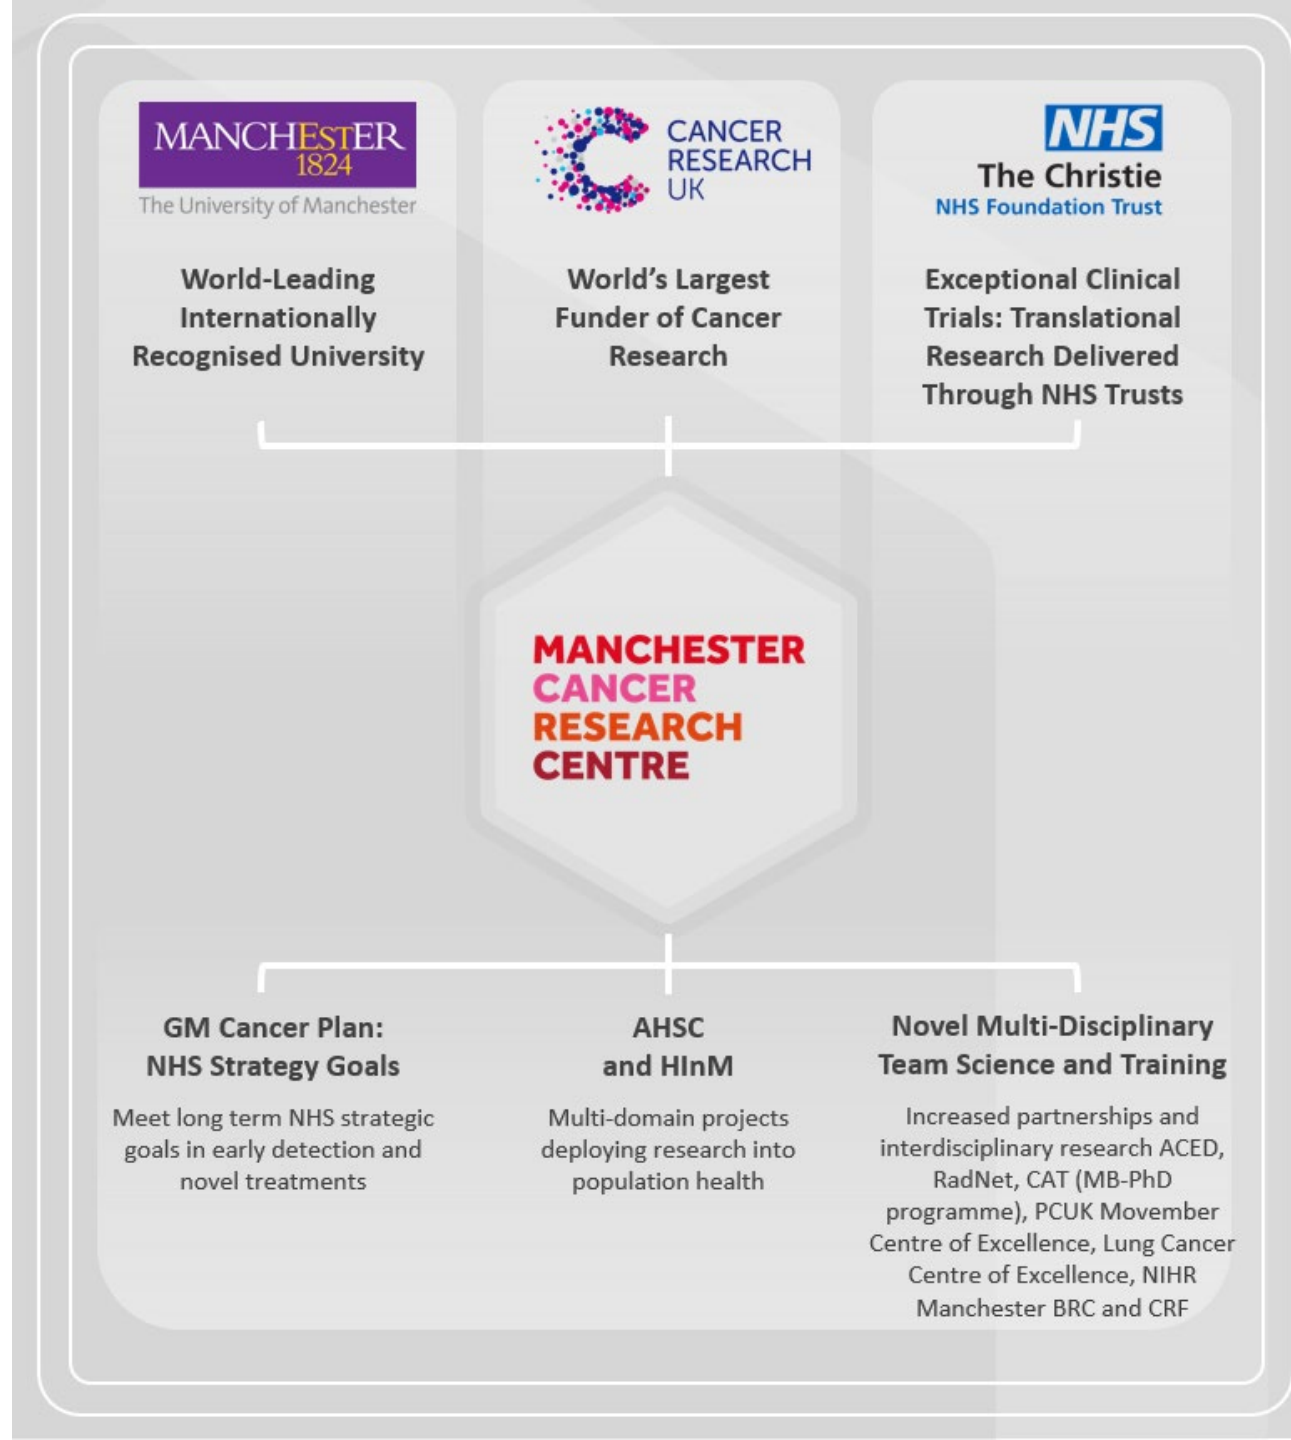 MANCHESTER
1824
The University of Manchester
World-Leading
Internationally
Recognised University
CANCER
RESEARCH
UK
World’s Largest
Funder of Cancer
Research
NHS
The Christie
NHS Foundation Trust
Exceptional Clinical
Trials: Translational
Research Delivered
Through NHS Trusts
MANCHESTER
CANCER
RESEARCH
CENTRE
GM Cancer Plan:
NHS Strategy Goals
Meet long term NHS strategic
goals in early detection and
novel treatments
AHSC
and HInM
Multi-domain projects
deploying research into
population health
Novel Multi-Disciplinary
Team Science and Training
Increased partnerships and
interdisciplinary research ACED,
RadNet, CAT (MB-PhD
programme), PCUK Movember
Centre of Excellence, Lung Cancer
Centre of Excellence, NIHR
Manchester BRC and CRF